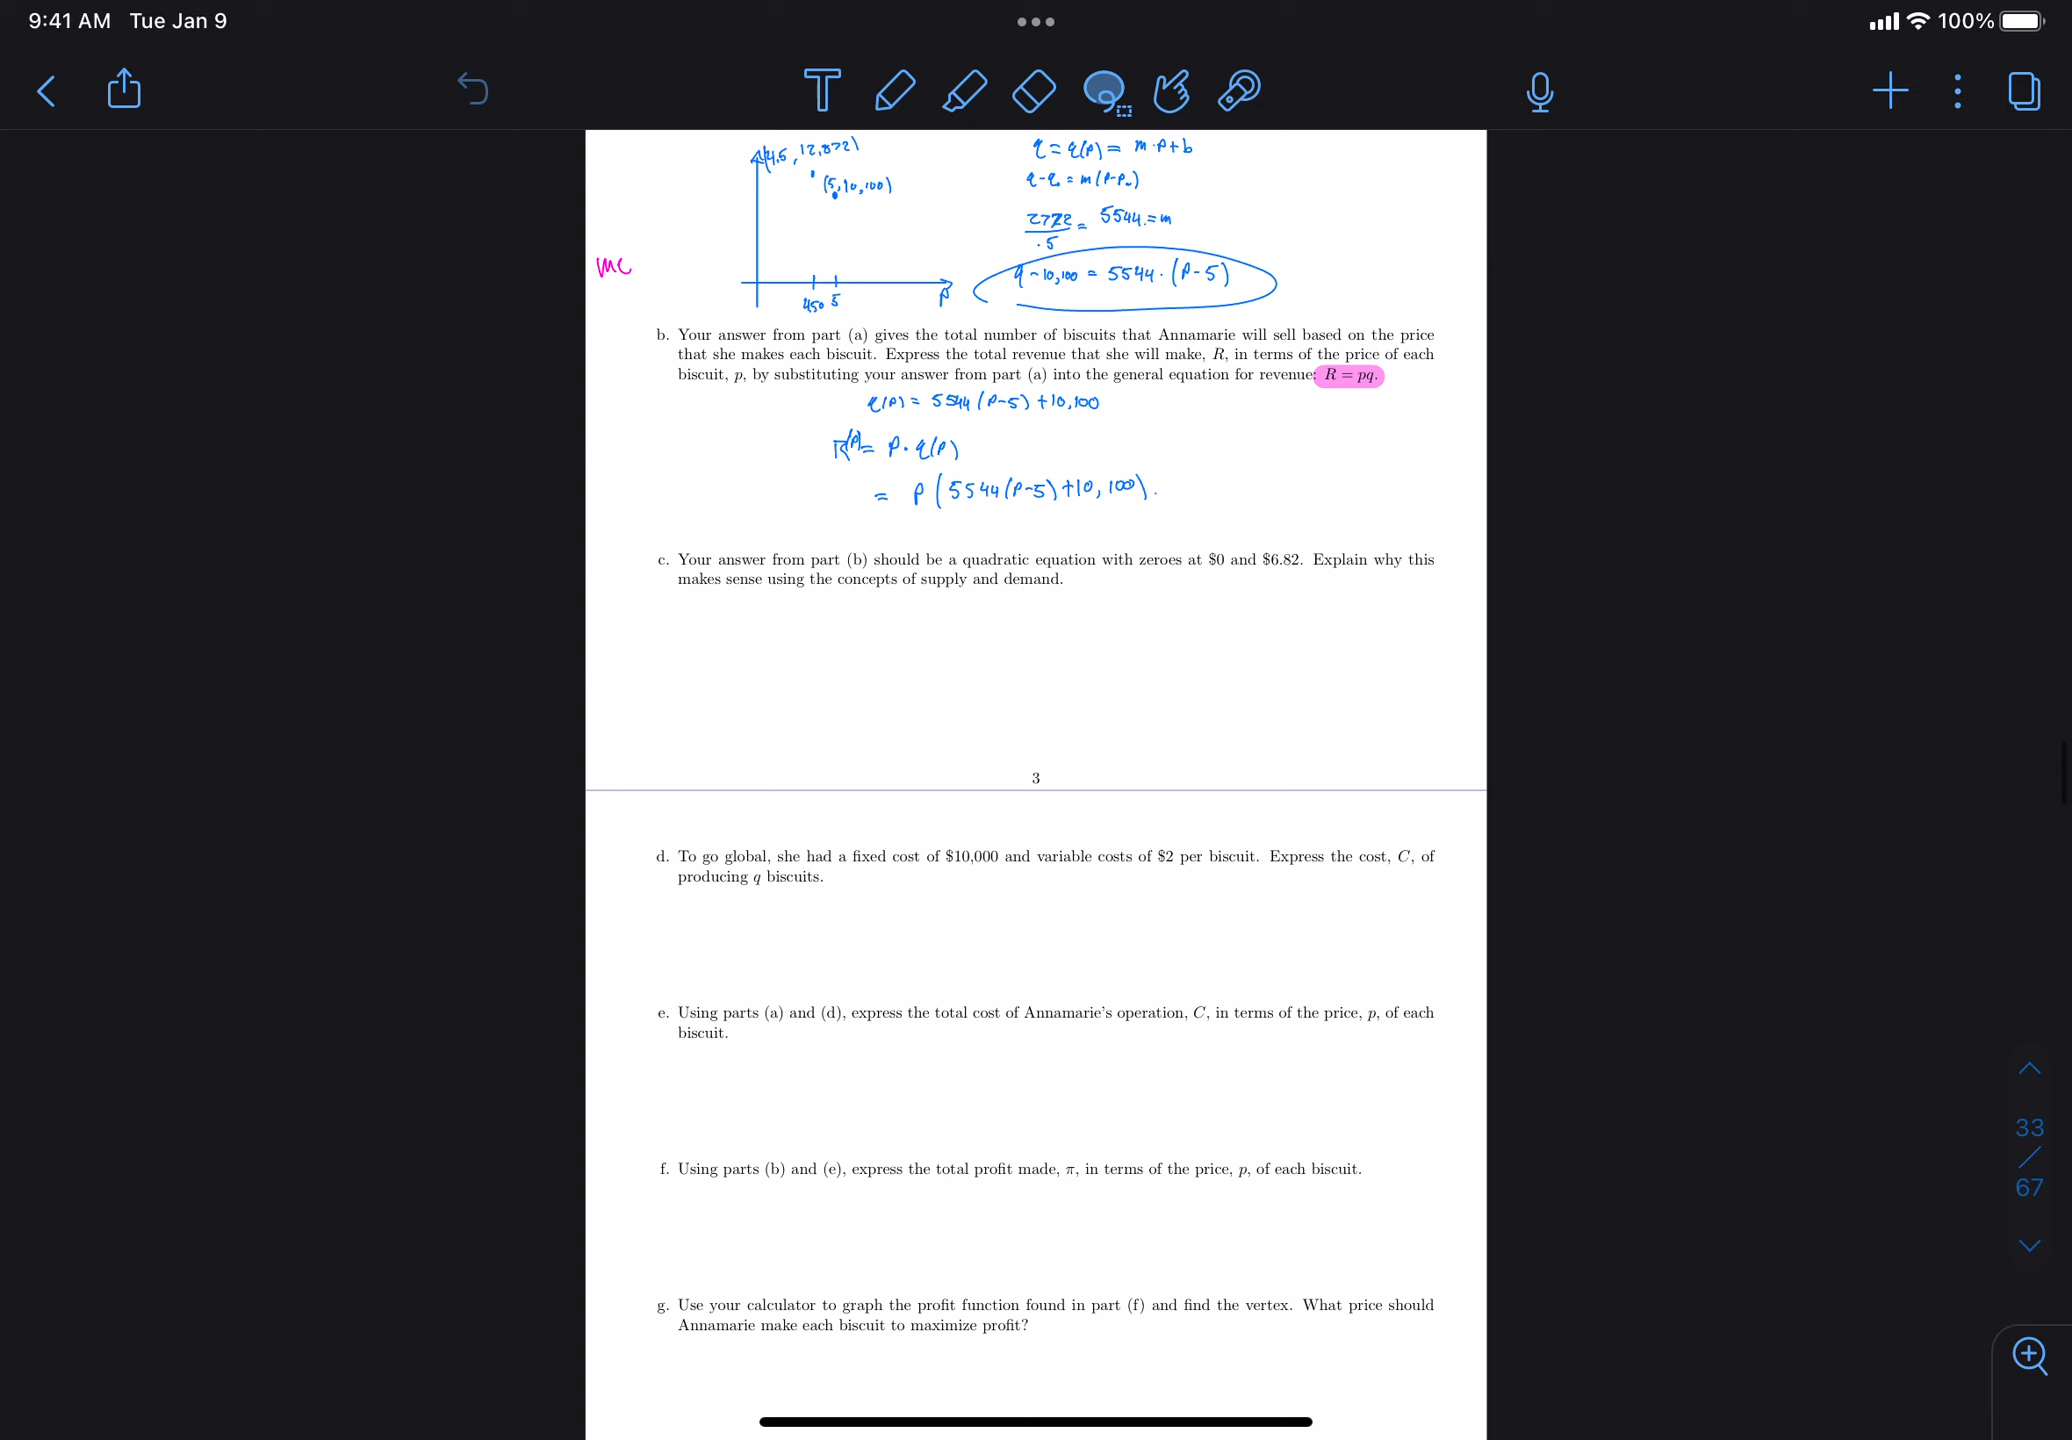 9:41 AM Tue Jan 9
100%
(4.5, 12,872)
(5, 10,100)
450 5
P
q = q(p) = m·p+b
q-q₀ = m(p-p₀)
2772/.5 = 5544.=m
q-10,100 = 5544·(p-5)
mc
b. Your answer from part (a) gives the total number of biscuits that Annamarie will sell based on the price
that she makes each biscuit. Express the total revenue that she will make, R, in terms of the price of each
biscuit, p, by substituting your answer from part (a) into the general equation for revenue: R = pq.
q(p) = 5544(p-5)+10,100
R(p) = p·q(p)
= p(5544(p-5)+10,100).
c. Your answer from part (b) should be a quadratic equation with zeroes at $0 and $6.82. Explain why this
makes sense using the concepts of supply and demand.
3
d. To go global, she had a fixed cost of $10,000 and variable costs of $2 per biscuit. Express the cost, C, of
producing q biscuits.
e. Using parts (a) and (d), express the total cost of Annamarie's operation, C, in terms of the price, p, of each
biscuit.
f. Using parts (b) and (e), express the total profit made, π, in terms of the price, p, of each biscuit.
g. Use your calculator to graph the profit function found in part (f) and find the vertex. What price should
Annamarie make each biscuit to maximize profit?
33
/
67